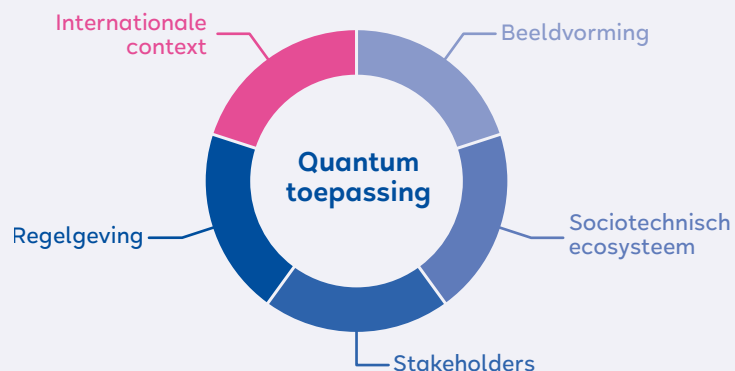 Internationale
context
Beeldvorming
Quantum
toepassing
Regelgeving
Sociotechnisch
ecosysteem
Stakeholders